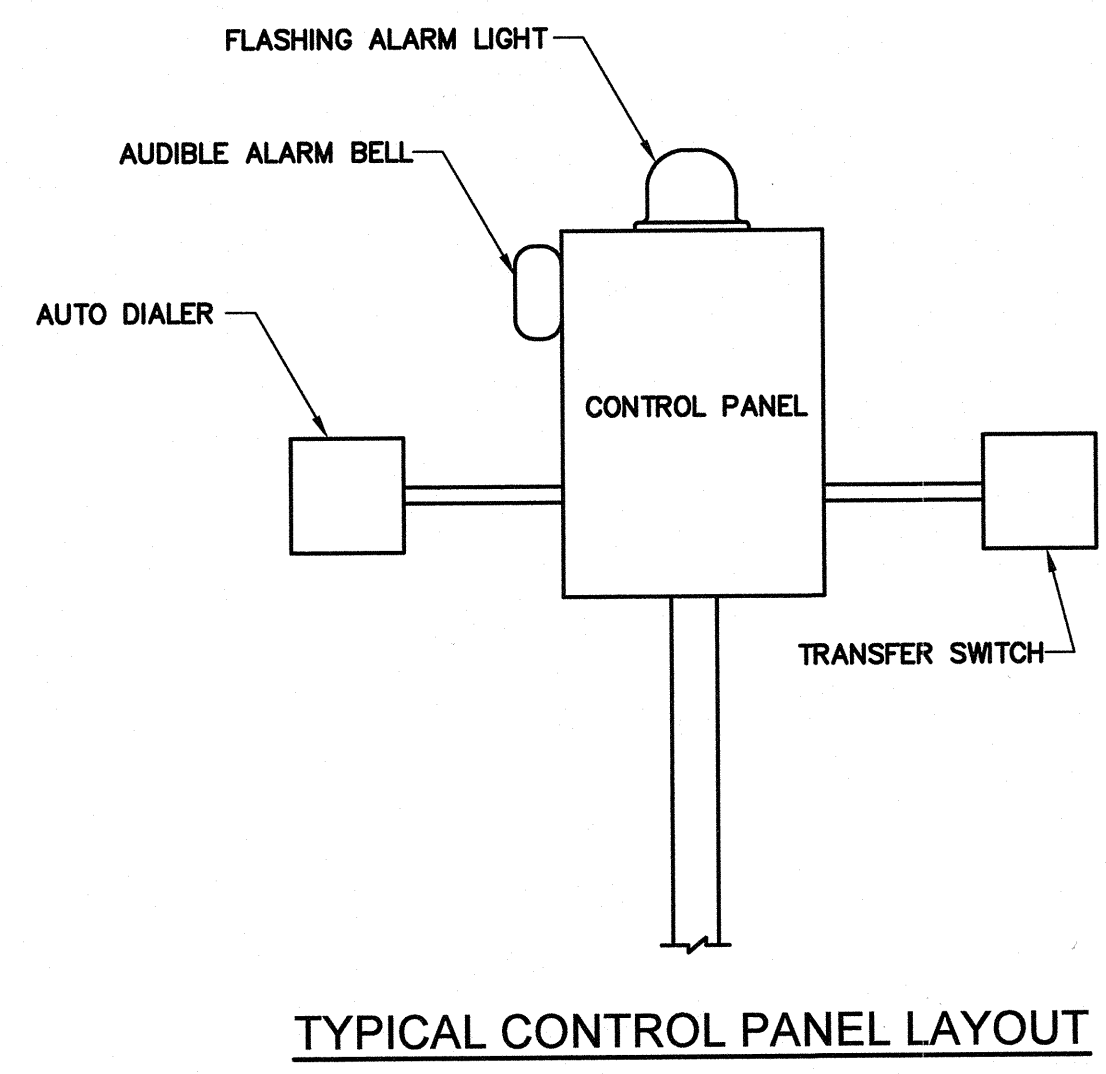 FLASHING ALARM LIGHT
AUDIBLE ALARM BELL
AUTO DIALER
CONTROL PANEL
TRANSFER SWITCH
TYPICAL CONTROL PANEL LAYOUT